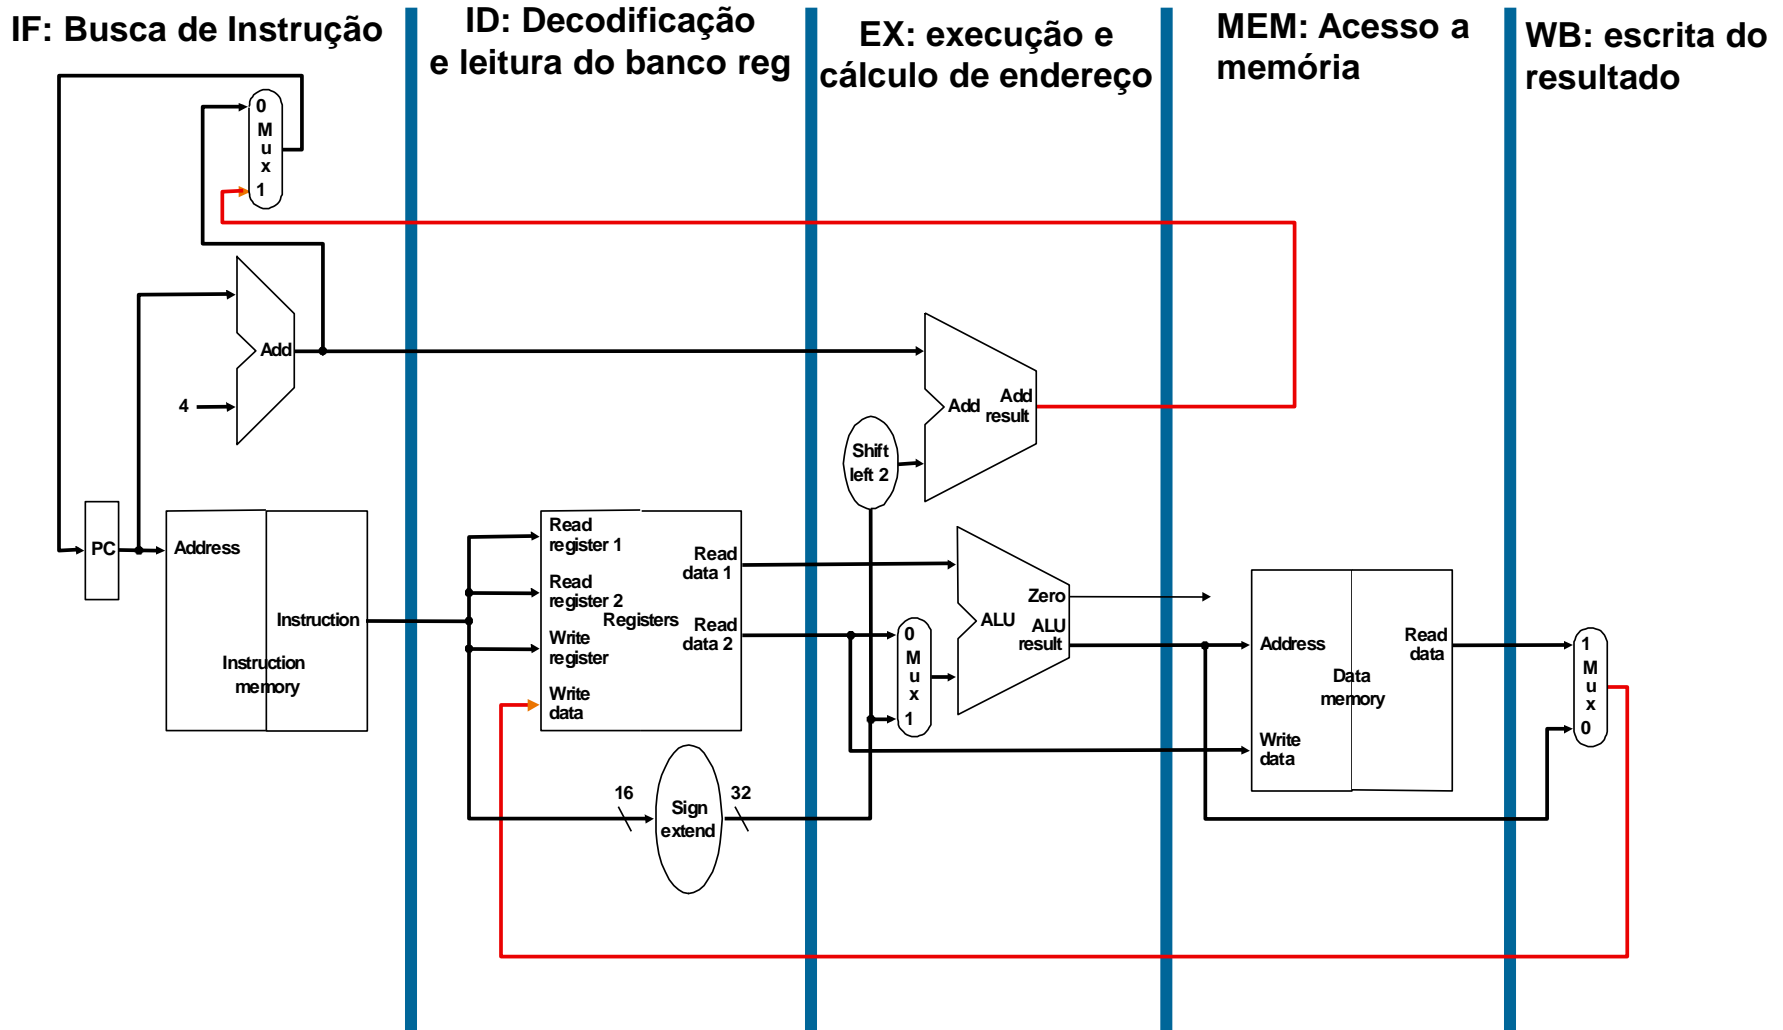 IF: Busca de Instrução
ID: Decodificação
e leitura do banco reg
EX: execução e
cálculo de endereço
MEM: Acesso a
memória
WB: escrita do
resultado
0
M
u
x
1
Add
4
PC
Address
Instruction
Instruction
memory
Read
register 1
Read
register 2
Write
register
Write
data
Registers
Read
data 1
Read
data 2
16
Sign
extend
32
Shift
left 2
Add
Add
result
0
M
u
x
1
Zero
ALU
ALU
result
Address
Write
data
Data
memory
Read
data
1
M
u
x
0